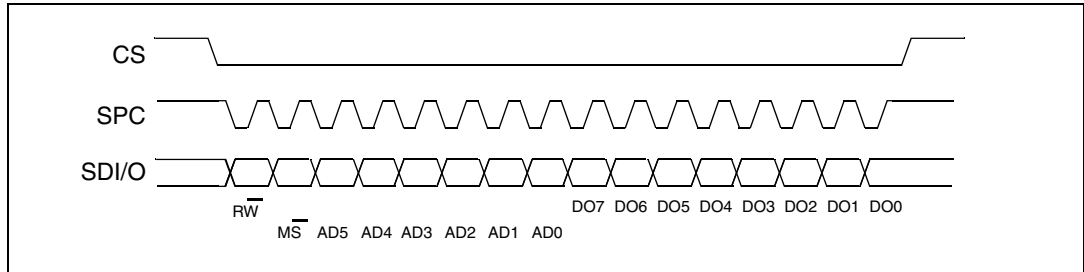 CS
SPC
SDI/O
RW
DO7 DO6 DO5 DO4 DO3 DO2 DO1 DO0
MS AD5 AD4 AD3 AD2 AD1 AD0